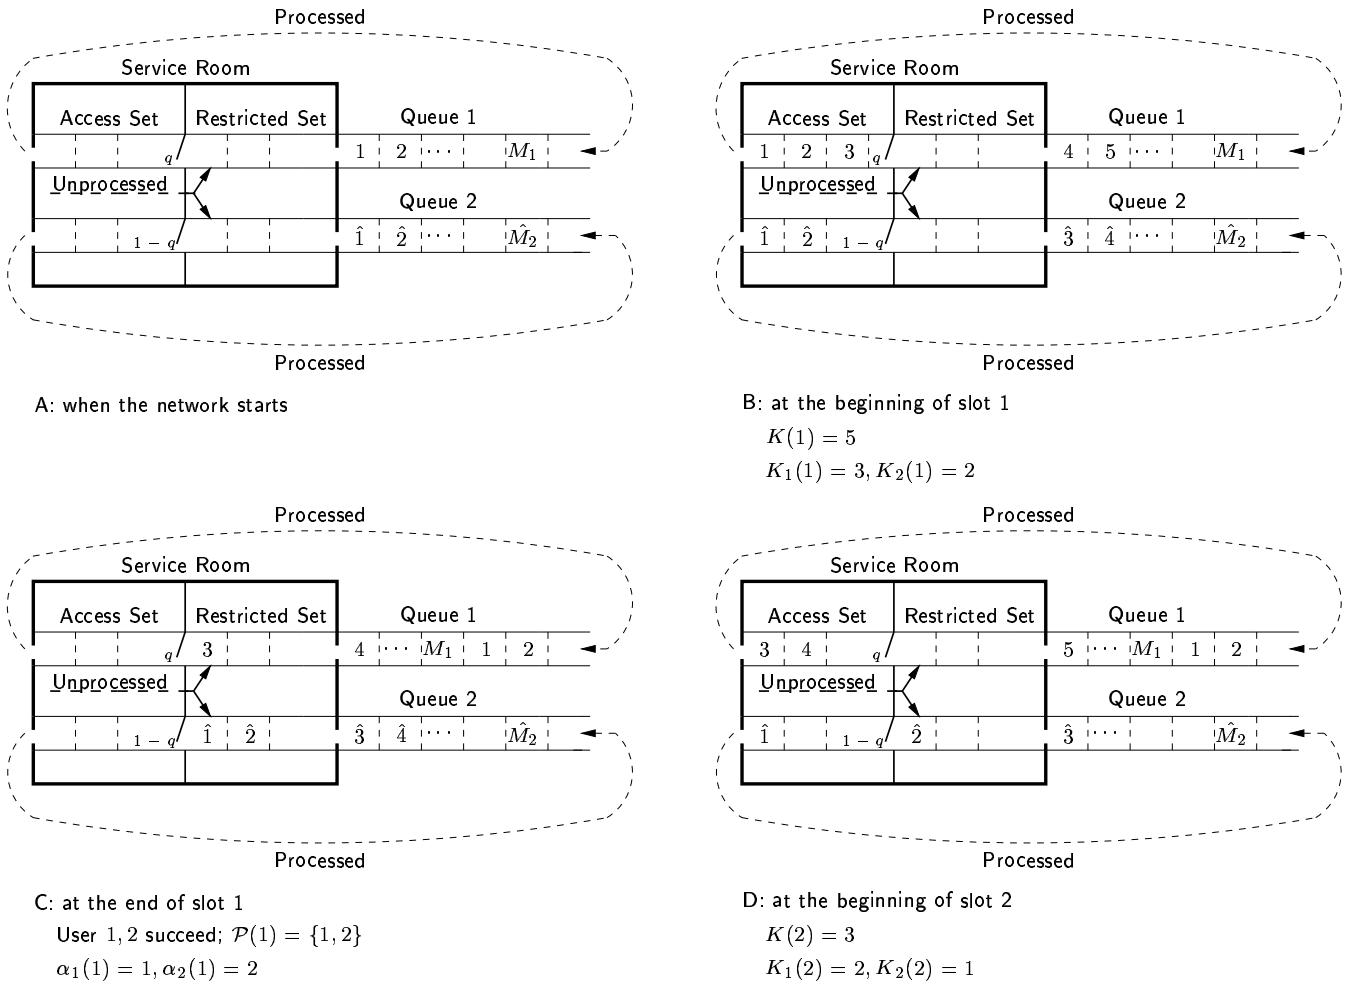 Processed
Service Room
Access Set Restricted Set Queue 1
q 1 2 ··· M₁
Unprocessed
Queue 2
1 − q 1̂ 2̂ ··· M̂₂
Processed
A: when the network starts
Processed
Service Room
Access Set Restricted Set Queue 1
1 2 3 q 4 5 ··· M₁
Unprocessed
Queue 2
1̂ 2̂ 1 − q 3̂ 4̂ ··· M̂₂
Processed
B: at the beginning of slot 1
K(1) = 5
K₁(1) = 3, K₂(1) = 2
Processed
Service Room
Access Set Restricted Set Queue 1
q 3 4 ··· M₁ 1 2
Unprocessed
Queue 2
1 − q 1̂ 2̂ 3̂ 4̂ ··· M̂₂
Processed
C: at the end of slot 1
User 1, 2 succeed; 𝒫(1) = {1, 2}
α₁(1) = 1, α₂(1) = 2
Processed
Service Room
Access Set Restricted Set Queue 1
3 4 q 5 ··· M₁ 1 2
Unprocessed
Queue 2
1̂ 1 − q 2̂ 3̂ ··· M̂₂
Processed
D: at the beginning of slot 2
K(2) = 3
K₁(2) = 2, K₂(2) = 1